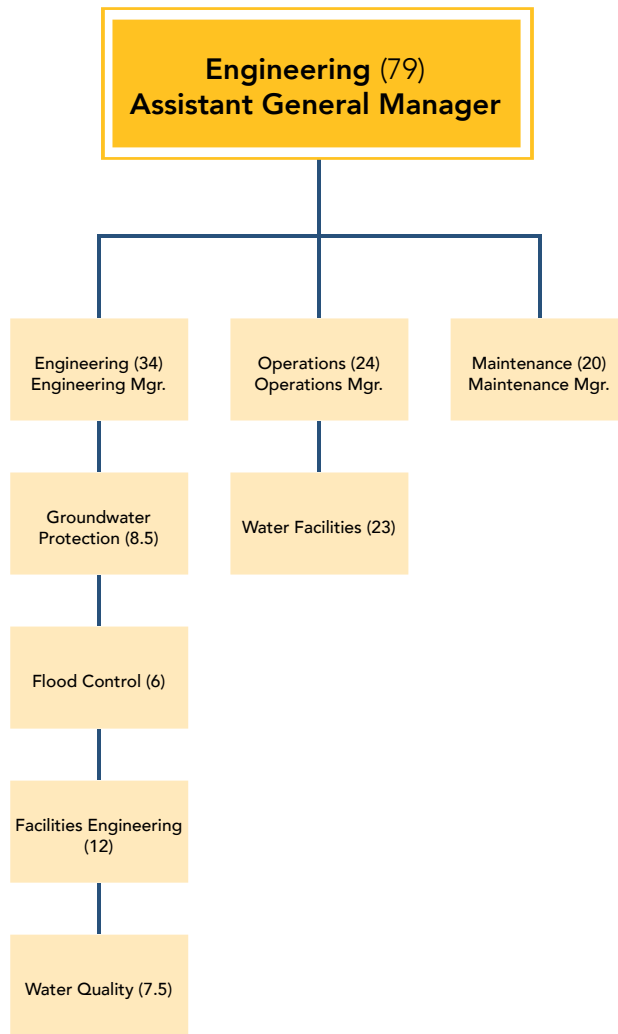 Engineering (79)
Assistant General Manager
Engineering (34)
Engineering Mgr.
Operations (24)
Operations Mgr.
Maintenance (20)
Maintenance Mgr.
Groundwater
Protection (8.5)
Water Facilities (23)
Flood Control (6)
Facilities Engineering
(12)
Water Quality (7.5)